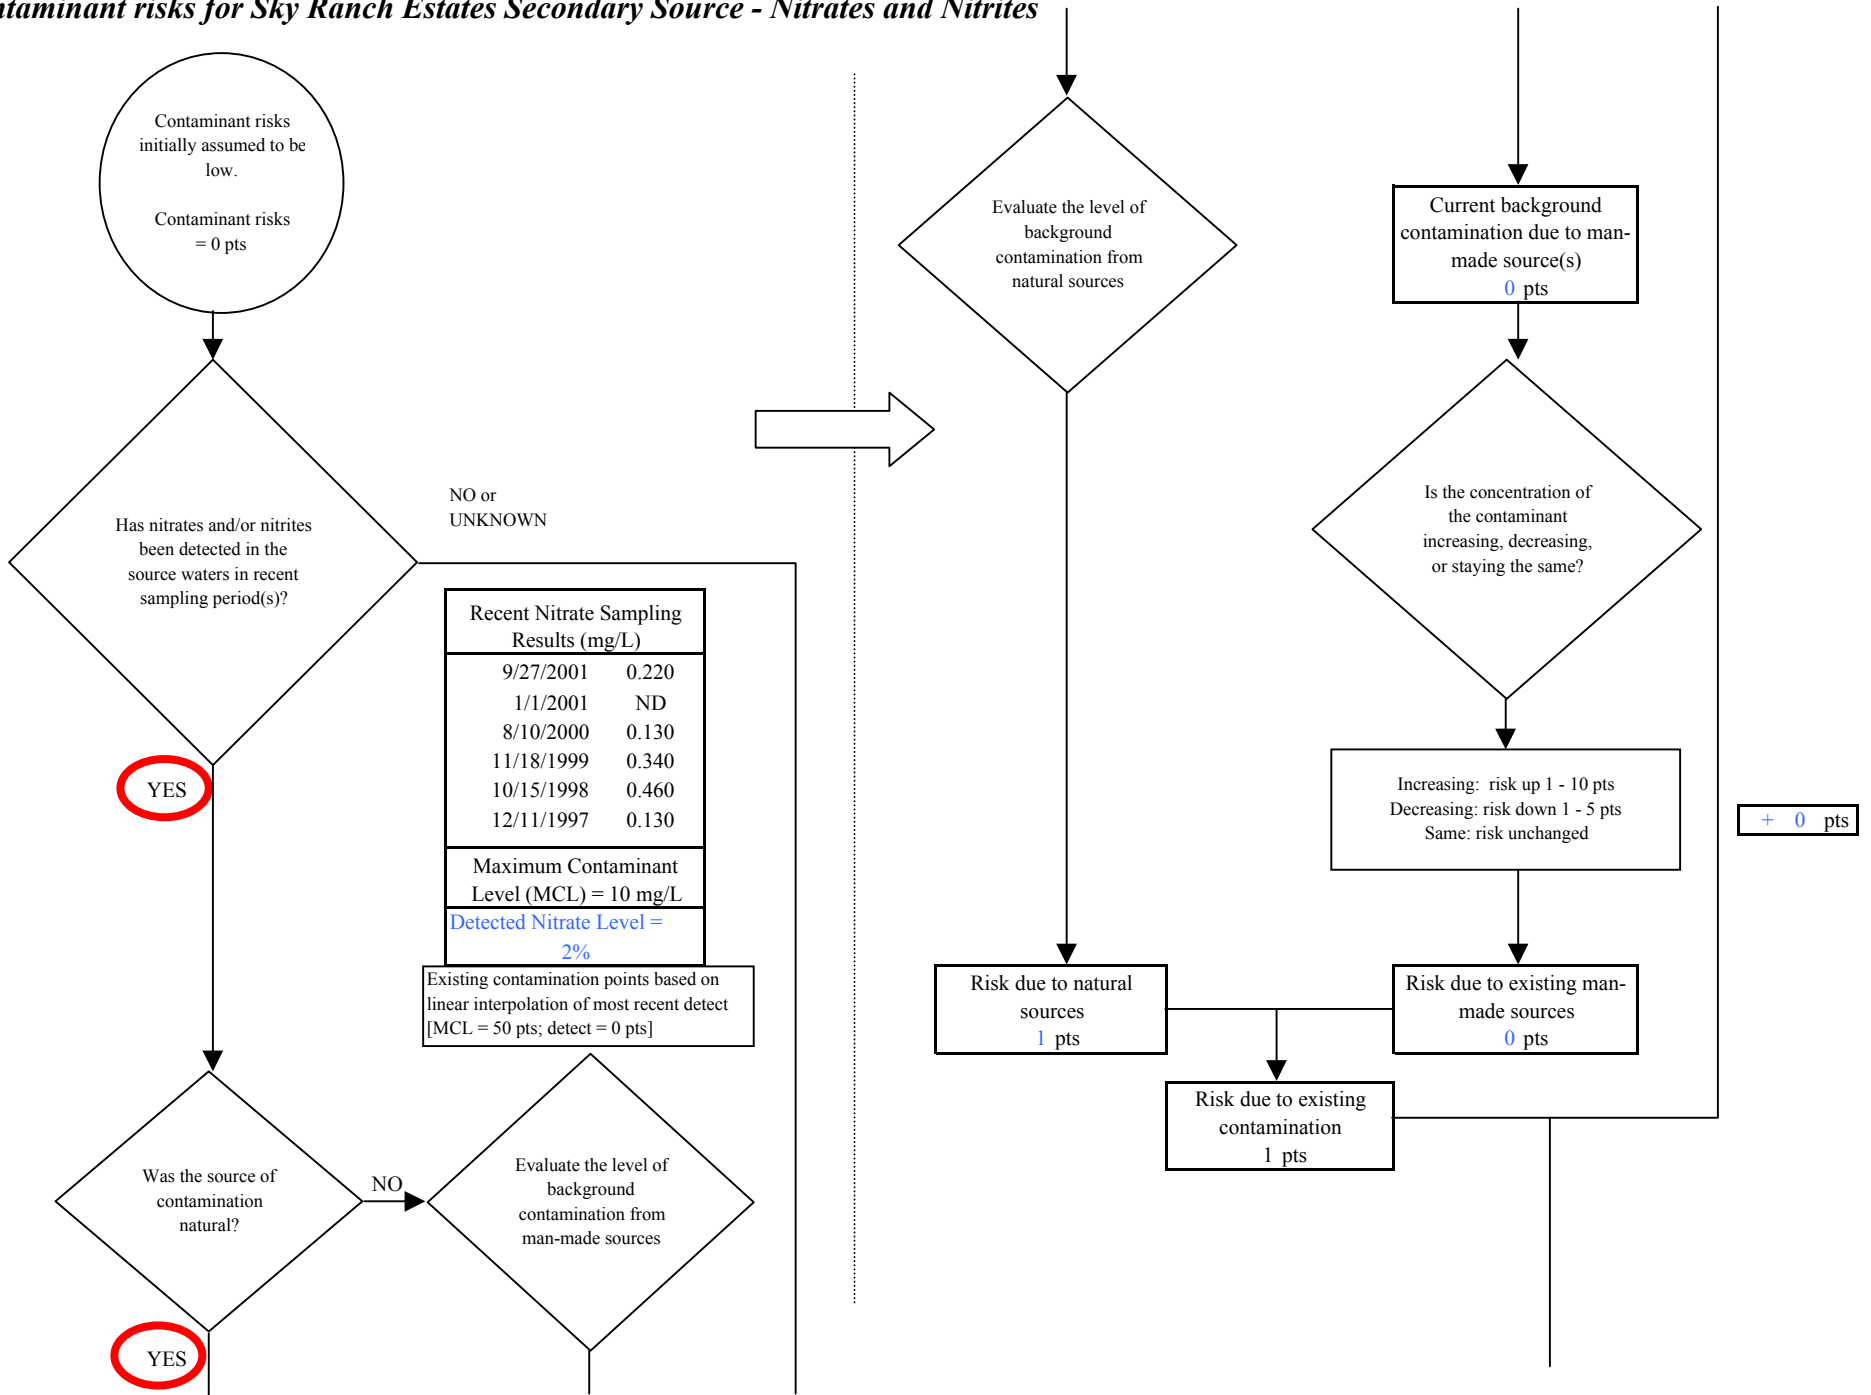 ntaminant risks for Sky Ranch Estates Secondary Source - Nitrates and Nitrites
Contaminant risks
initially assumed to be
low.
Contaminant risks
= 0 pts
Has nitrates and/or nitrites
been detected in the
source waters in recent
sampling period(s)?
NO or
UNKNOWN
YES
Recent Nitrate Sampling
Results (mg/L)
9/27/2001 0.220
1/1/2001 ND
8/10/2000 0.130
11/18/1999 0.340
10/15/1998 0.460
12/11/1997 0.130
Maximum Contaminant
Level (MCL) = 10 mg/L
Detected Nitrate Level =
2%
Existing contamination points based on
linear interpolation of most recent detect
[MCL = 50 pts; detect = 0 pts]
Was the source of
contamination
natural?
NO
YES
Evaluate the level of
background
contamination from
man-made sources
Evaluate the level of
background
contamination from
natural sources
Current background
contamination due to man-
made source(s)
0 pts
Is the concentration of
the contaminant
increasing, decreasing,
or staying the same?
Increasing: risk up 1 - 10 pts
Decreasing: risk down 1 - 5 pts
Same: risk unchanged
+ 0 pts
Risk due to natural
sources
1 pts
Risk due to existing man-
made sources
0 pts
Risk due to existing
contamination
1 pts